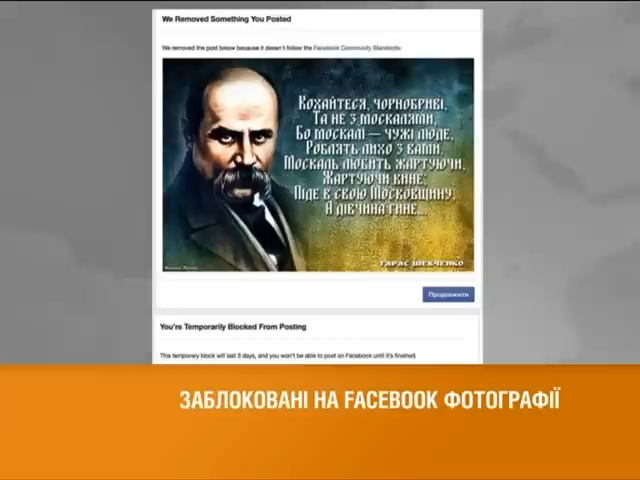 We Removed Something You Posted
We removed the post below because it doesn't follow the Facebook Community Standards:
Кохайтеся, чорнобриві,
Та не з москалями,
Бо москалі — чужі люде,
Роблять лихо з вами.
Москаль любить жартуючи,
Жартуючи кине;
Піде в свою Московщину,
А дівчина гине...
Тарас Шевченко
Продовжити
You're Temporarily Blocked From Posting
This temporary block will last 3 days, and you won't be able to post on Facebook until it's finished.
ЗАБЛОКОВАНІ НА FACEBOOK ФОТОГРАФІЇ